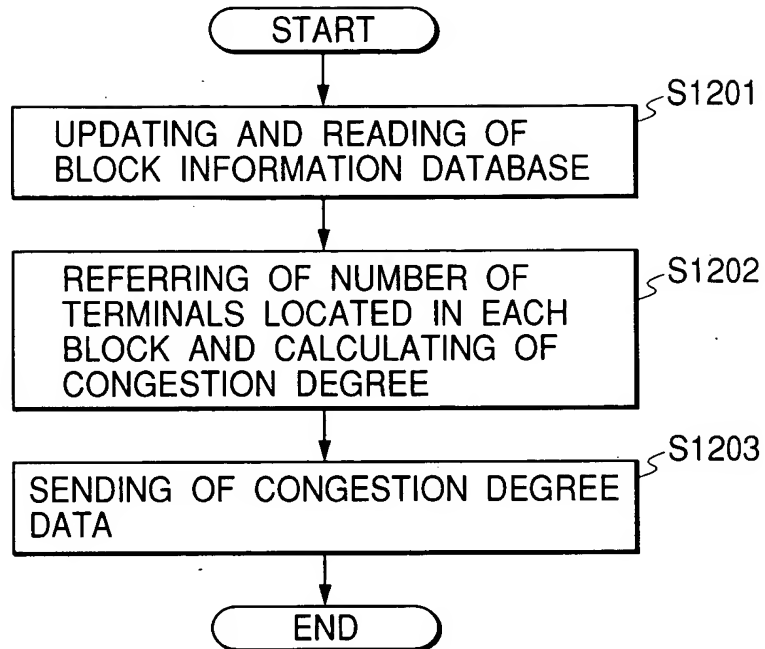 START
S1201
UPDATING AND READING OF
BLOCK INFORMATION DATABASE
S1202
REFERRING OF NUMBER OF
TERMINALS LOCATED IN EACH
BLOCK AND CALCULATING OF
CONGESTION DEGREE
S1203
SENDING OF CONGESTION DEGREE
DATA
END